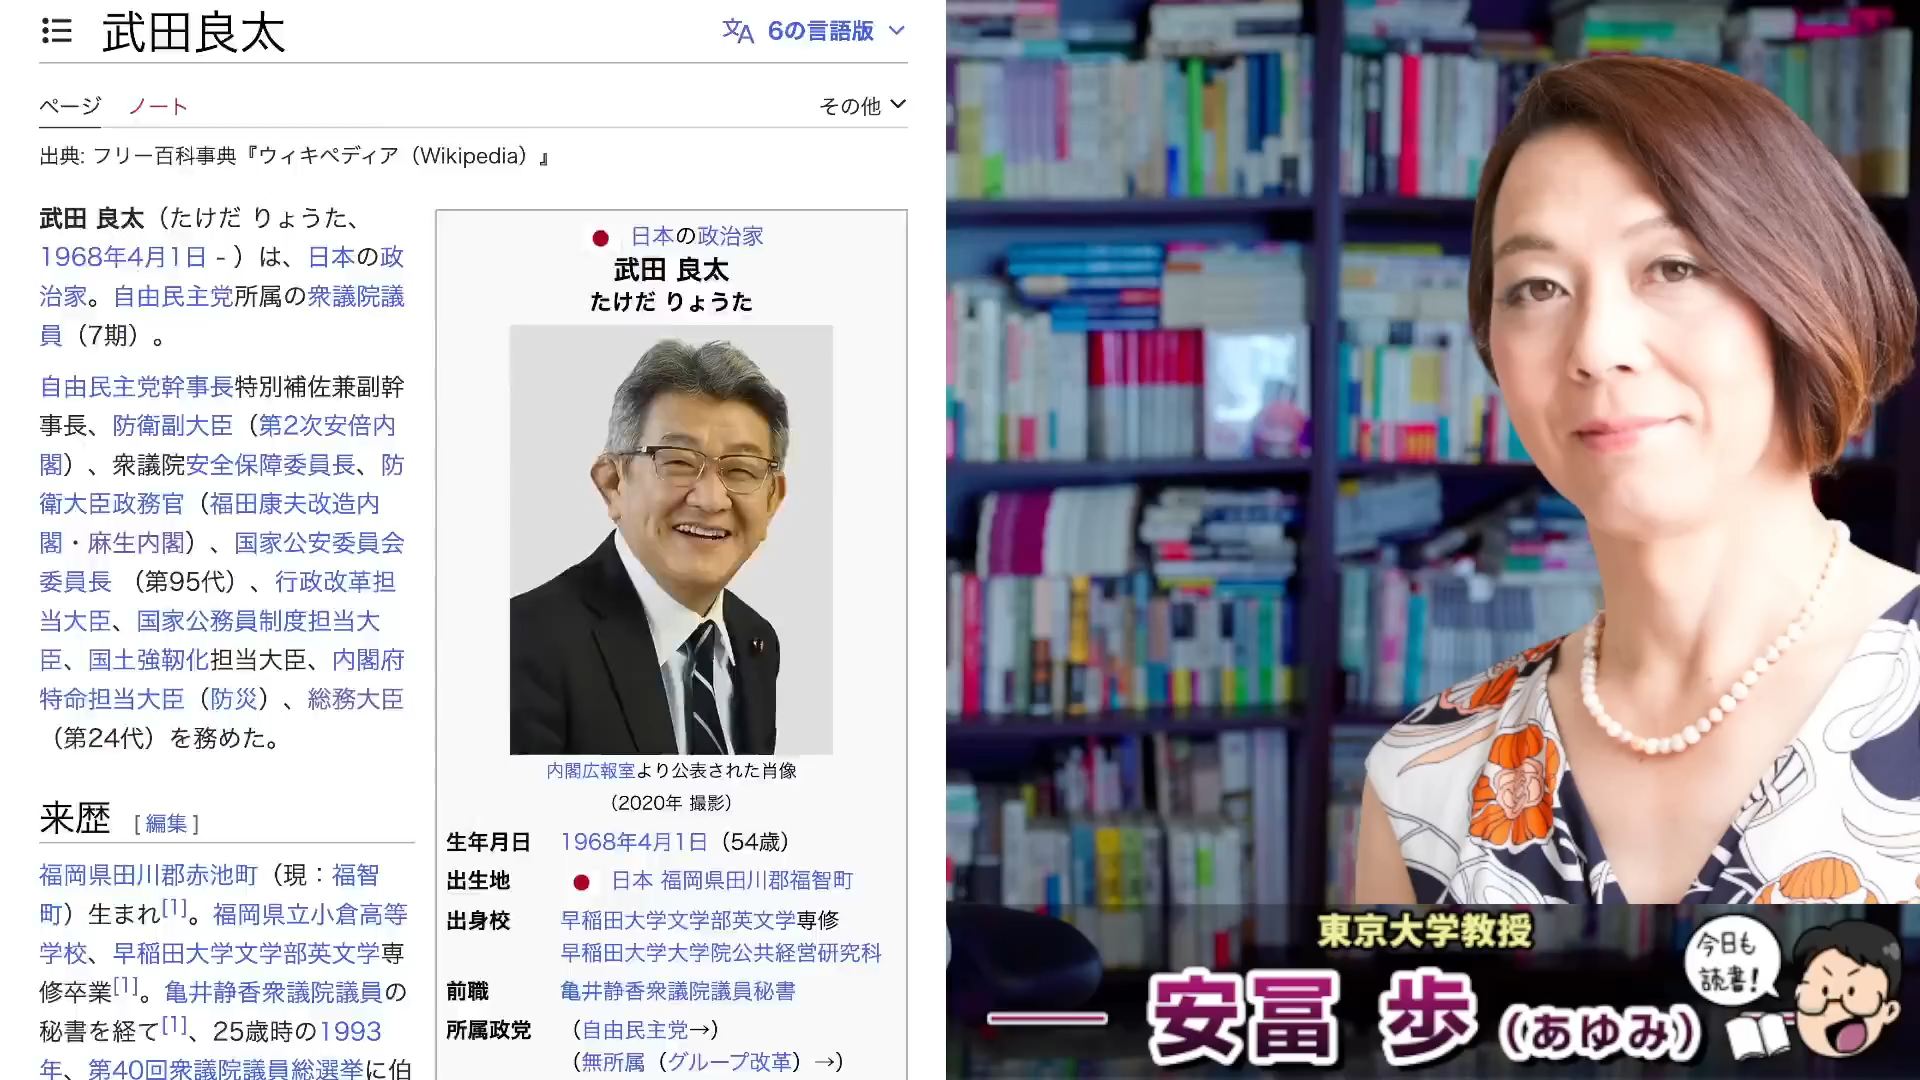 武田良太
6の言語版
ページ ノート その他
出典: フリー百科事典『ウィキペディア（Wikipedia）』
武田 良太（たけだ りょうた、
1968年4月1日 - ）は、日本の政
治家。自由民主党所属の衆議院議
員（7期）。
自由民主党幹事長特別補佐兼副幹
事長、防衛副大臣（第2次安倍内
閣）、衆議院安全保障委員長、防
衛大臣政務官（福田康夫改造内
閣・麻生内閣）、国家公安委員会
委員長 （第95代）、行政改革担
当大臣、国家公務員制度担当大
臣、国土強靭化担当大臣、内閣府
特命担当大臣（防災）、総務大臣
（第24代）を務めた。
来歴 [ 編集 ]
福岡県田川郡赤池町（現：福智
町）生まれ[1]。福岡県立小倉高等
学校、早稲田大学文学部英文学専
修卒業[1]。亀井静香衆議院議員の
秘書を経て[1]、25歳時の1993
年、第40回衆議院議員総選挙に伯
日本の政治家
武田 良太
たけだ りょうた
内閣広報室より公表された肖像
（2020年 撮影）
生年月日 1968年4月1日（54歳）
出生地 日本 福岡県田川郡福智町
出身校 早稲田大学文学部英文学専修
早稲田大学大学院公共経営研究科
前職 亀井静香衆議院議員秘書
所属政党 （自由民主党→）
（無所属（グループ改革）→）
東京大学教授
安冨 歩 (あゆみ)
今日も
読書!